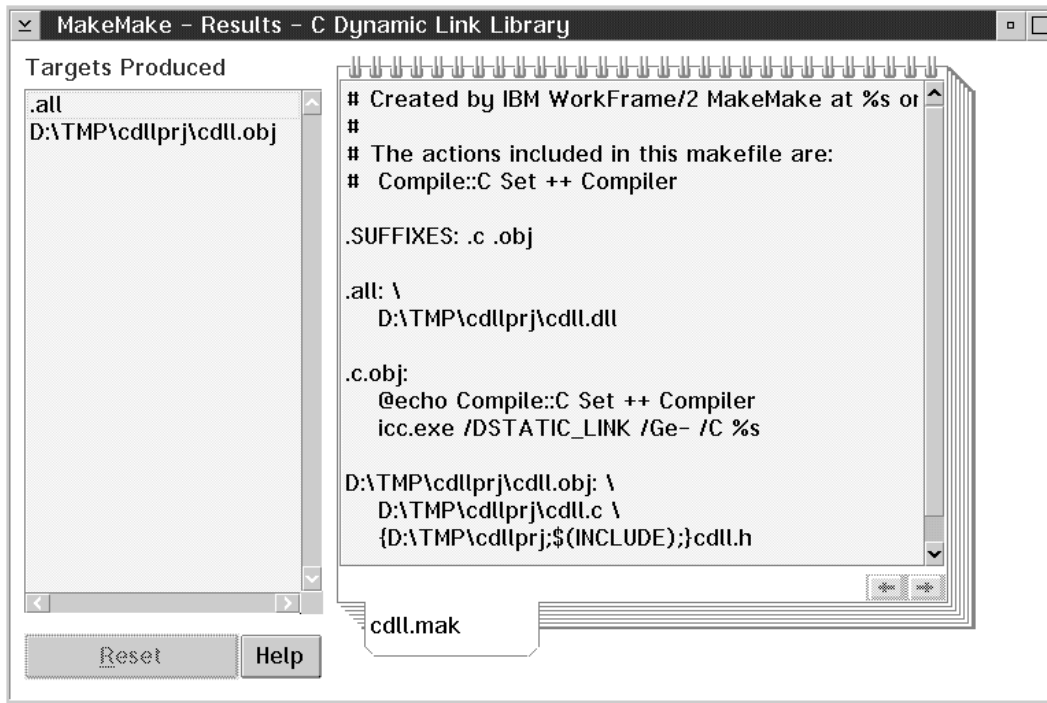 MakeMake - Results - C Dynamic Link Library
Targets Produced
.all
D:\TMP\cdllprj\cdll.obj
# Created by IBM WorkFrame/2 MakeMake at %s or
#
# The actions included in this makefile are:
#  Compile::C Set ++ Compiler
.SUFFIXES: .c .obj
.all: \
D:\TMP\cdllprj\cdll.dll
.c.obj:
@echo Compile::C Set ++ Compiler
icc.exe /DSTATIC_LINK /Ge- /C %s
D:\TMP\cdllprj\cdll.obj: \
D:\TMP\cdllprj\cdll.c \
{D:\TMP\cdllprj;$(INCLUDE);}cdll.h
cdll.mak
Reset
Help